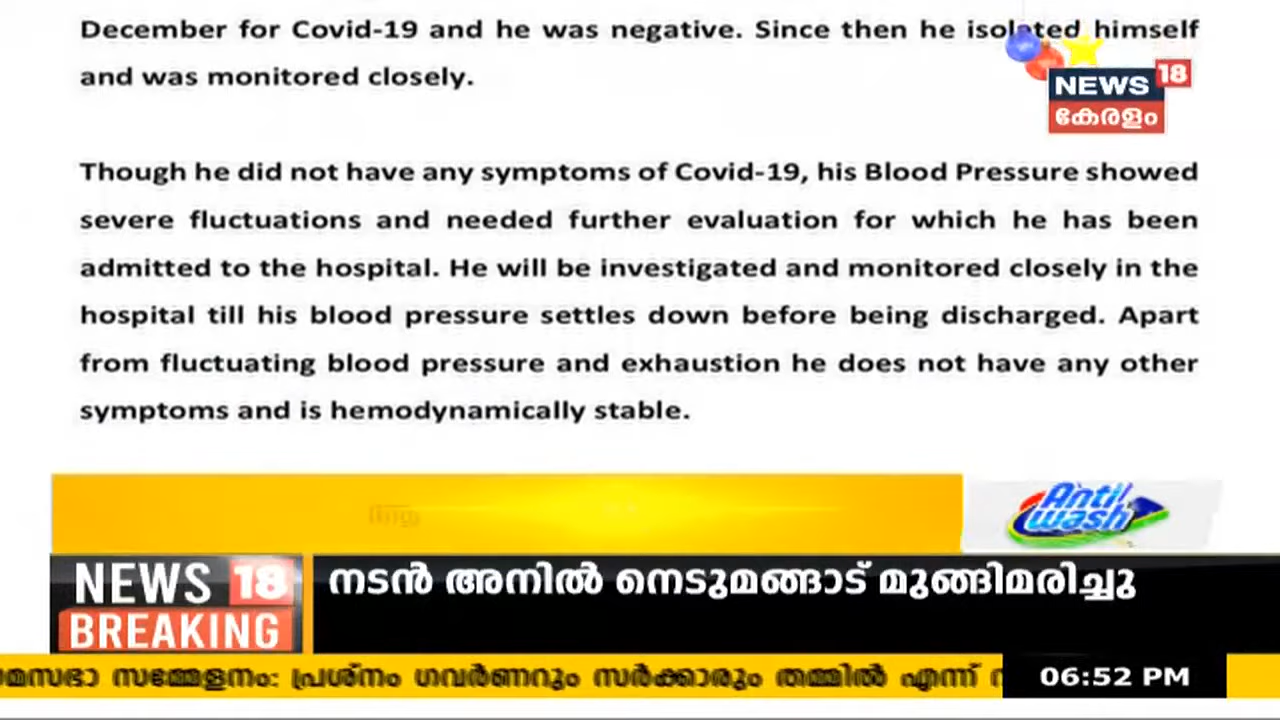 December for Covid-19 and he was negative. Since then he isolated himself
and was monitored closely.
NEWS 18
കേരളം
Though he did not have any symptoms of Covid-19, his Blood Pressure showed
severe fluctuations and needed further evaluation for which he has been
admitted to the hospital. He will be investigated and monitored closely in the
hospital till his blood pressure settles down before being discharged. Apart
from fluctuating blood pressure and exhaustion he does not have any other
symptoms and is hemodynamically stable.
Anti wash
NEWS 18
BREAKING
നടൻ അനിൽ നെടുമങ്ങാട് മുങ്ങിമരിച്ചു
സമ്മേളനം: പ്രശ്നം ഗവർണറും സർക്കാരും തമ്മിൽ എന്ന്
06:52 PM